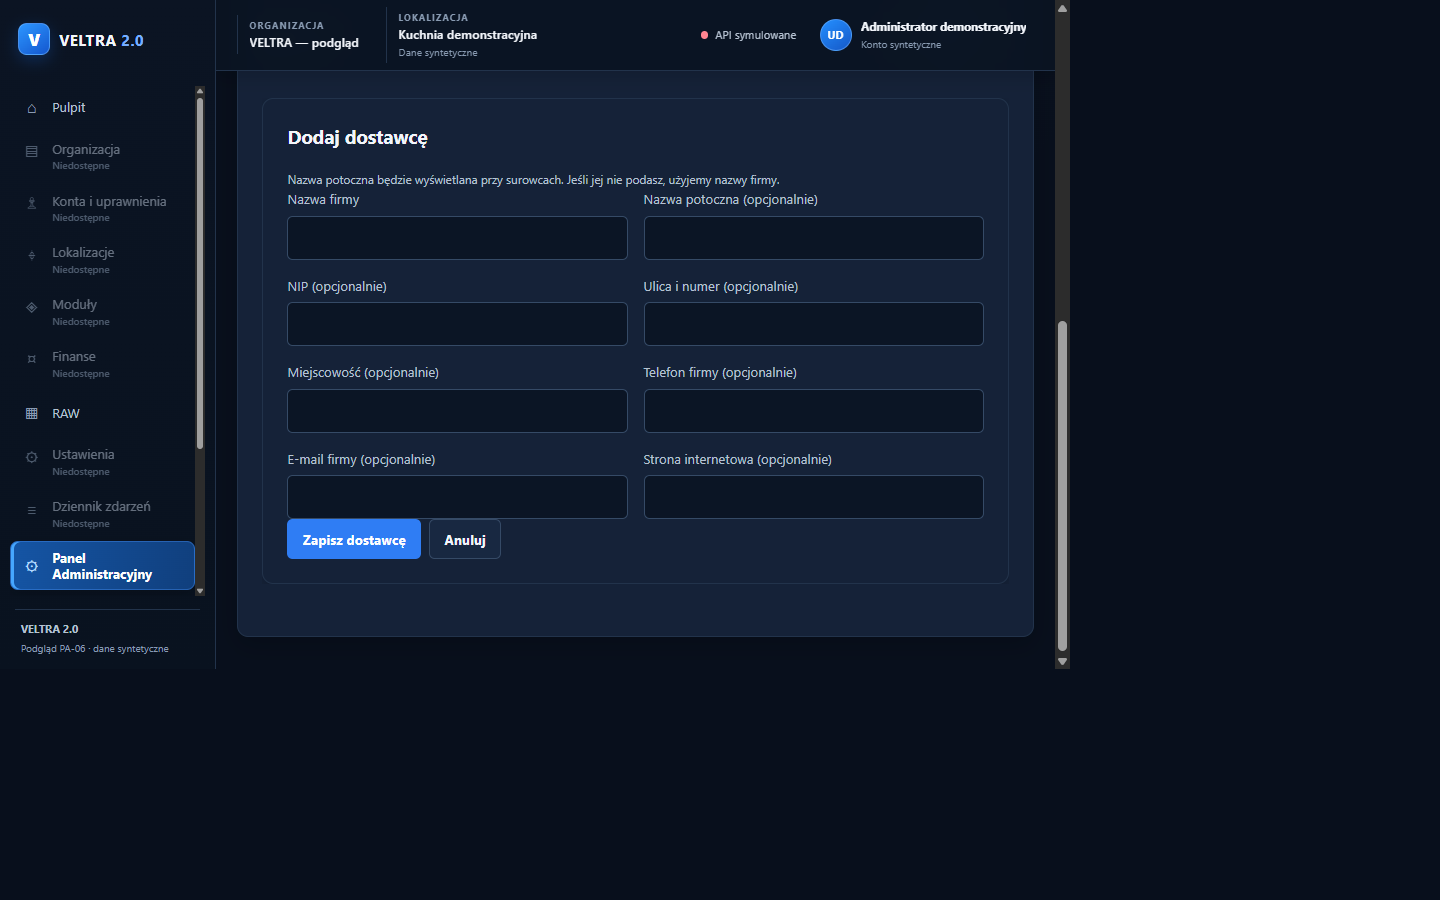 V VELTRA 2.0
Pulpit
Organizacja
Niedostępne
Konta i uprawnienia
Niedostępne
Lokalizacje
Niedostępne
Moduły
Niedostępne
Finanse
Niedostępne
RAW
Ustawienia
Niedostępne
Dziennik zdarzeń
Niedostępne
Panel
Administracyjny
VELTRA 2.0
Podgląd PA-06 · dane syntetyczne
ORGANIZACJA
VELTRA — podgląd
LOKALIZACJA
Kuchnia demonstracyjna
Dane syntetyczne
API symulowane
UD
Administrator demonstracyjny
Konto syntetyczne
Dodaj dostawcę
Nazwa potoczna będzie wyświetlana przy surowcach. Jeśli jej nie podasz, użyjemy nazwy firmy.
Nazwa firmy
Nazwa potoczna (opcjonalnie)
NIP (opcjonalnie)
Ulica i numer (opcjonalnie)
Miejscowość (opcjonalnie)
Telefon firmy (opcjonalnie)
E-mail firmy (opcjonalnie)
Strona internetowa (opcjonalnie)
Zapisz dostawcę
Anuluj